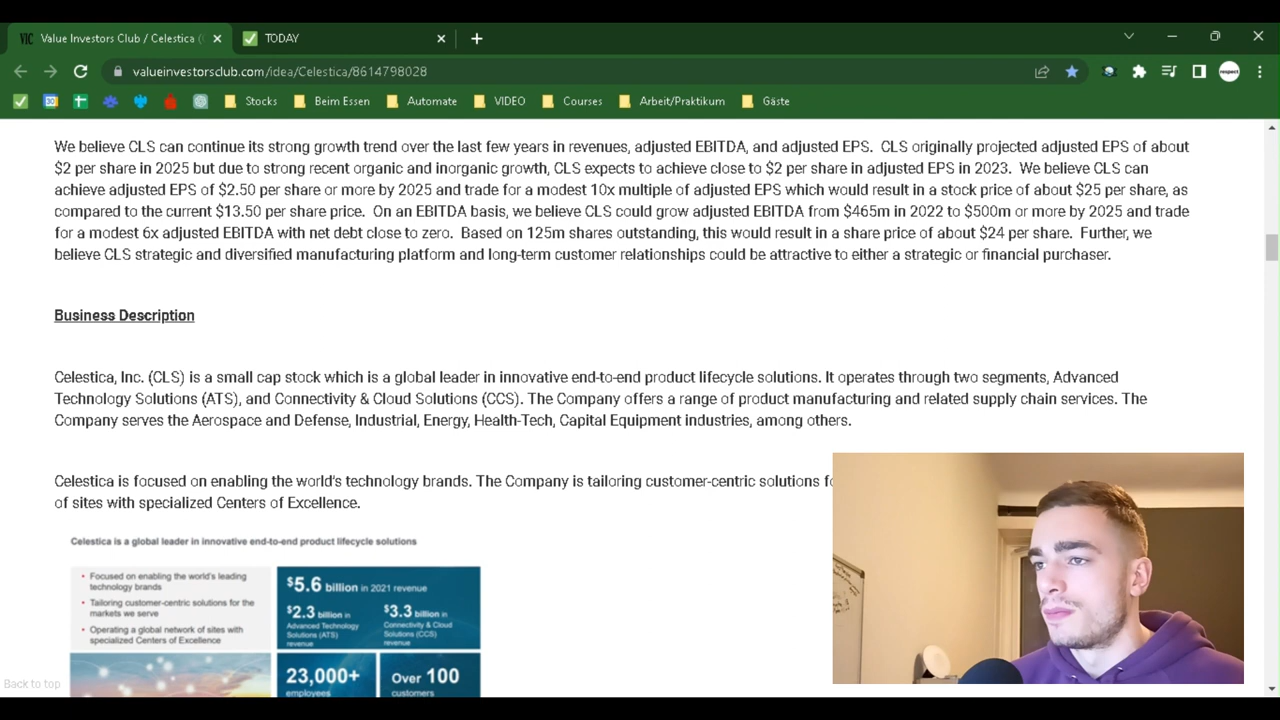 VIC Value Investors Club / Celestica (
TODAY
valueinvestorsclub.com/idea/Celestica/8614798028
respect
30
Stocks
Beim Essen
Automate
VIDEO
Courses
Arbeit/Praktikum
Gäste
We believe CLS can continue its strong growth trend over the last few years in revenues, adjusted EBITDA, and adjusted EPS. CLS originally projected adjusted EPS of about
$2 per share in 2025 but due to strong recent organic and inorganic growth, CLS expects to achieve close to $2 per share in adjusted EPS in 2023. We believe CLS can
achieve adjusted EPS of $2.50 per share or more by 2025 and trade for a modest 10x multiple of adjusted EPS which would result in a stock price of about $25 per share, as
compared to the current $13.50 per share price. On an EBITDA basis, we believe CLS could grow adjusted EBITDA from $465m in 2022 to $500m or more by 2025 and trade
for a modest 6x adjusted EBITDA with net debt close to zero. Based on 125m shares outstanding, this would result in a share price of about $24 per share. Further, we
believe CLS strategic and diversified manufacturing platform and long-term customer relationships could be attractive to either a strategic or financial purchaser.
Business Description
Celestica, Inc. (CLS) is a small cap stock which is a global leader in innovative end-to-end product lifecycle solutions. It operates through two segments, Advanced
Technology Solutions (ATS), and Connectivity & Cloud Solutions (CCS). The Company offers a range of product manufacturing and related supply chain services. The
Company serves the Aerospace and Defense, Industrial, Energy, Health-Tech, Capital Equipment industries, among others.
Celestica is focused on enabling the world's technology brands. The Company is tailoring customer-centric solutions fo
of sites with specialized Centers of Excellence.
Celestica is a global leader in innovative end-to-end product lifecycle solutions
• Focused on enabling the world's leading
technology brands
• Tailoring customer-centric solutions for the
markets we serve
• Operating a global network of sites with
specialized Centers of Excellence
$5.6 billion in 2021 revenue
$2.3 billion in
Advanced Technology
Solutions (ATS)
revenue
$3.3 billion in
Connectivity & Cloud
Solutions (CCS)
revenue
23,000+
employees
Over 100
customers
Back to top